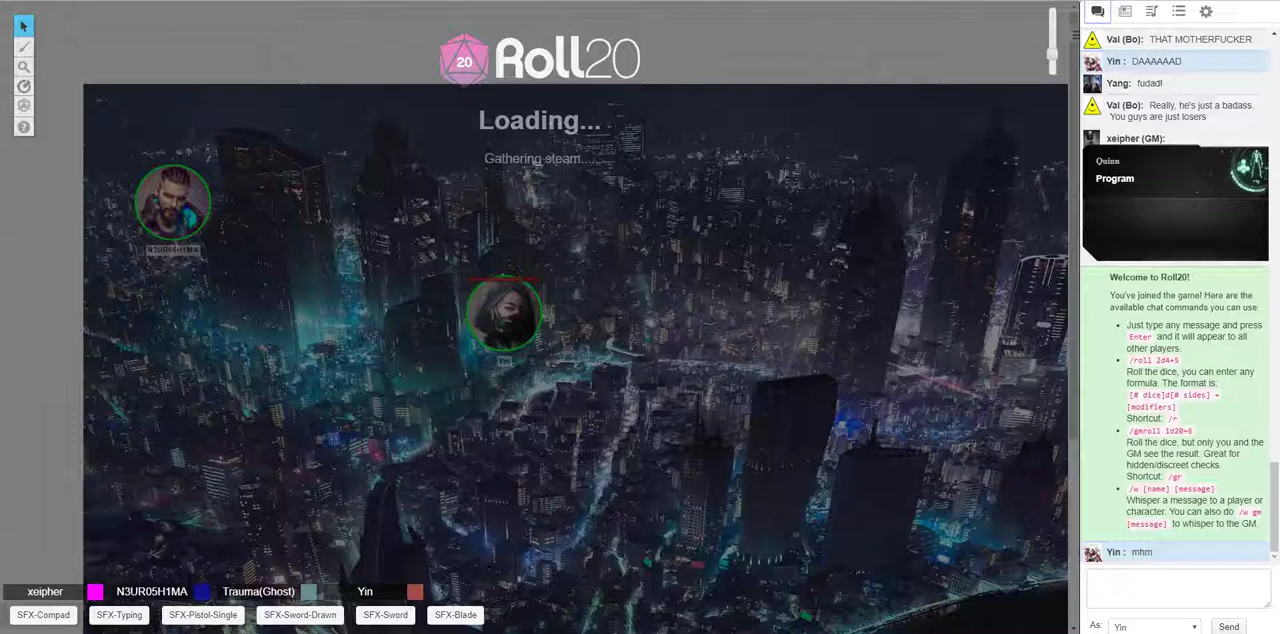 20
Roll20
Loading...
Gathering steam....
N3UR05H1MA
Yin
xeipher
N3UR05H1MA
Trauma(Ghost)
Yin
SFX-Compad
SFX-Typing
SFX-Pistol-Single
SFX-Sword-Drawn
SFX-Sword
SFX-Blade
Val (Bo): THAT MOTHERFUCKER
Yin : DAAAAAAD
Yang: fudad!
Val (Bo): Really, he's just a badass.
You guys are just losers
xeipher (GM):
Quinn
Program
Welcome to Roll20!
You've joined the game! Here are the
available chat commands you can use:
Just type any message and press
Enter and it will appear to all
other players.
/roll 2d4+5
Roll the dice, you can enter any
formula. The format is:
[# dice]d[# sides] +
[modifiers]
Shortcut: /r
/gmroll 1d20+6
Roll the dice, but only you and the
GM see the result. Great for
hidden/discreet checks.
Shortcut: /gr
/w [name] [message]
Whisper a message to a player or
character. You can also do /w gm
[message] to whisper to the GM.
Yin : mhm
As:
Yin
Send